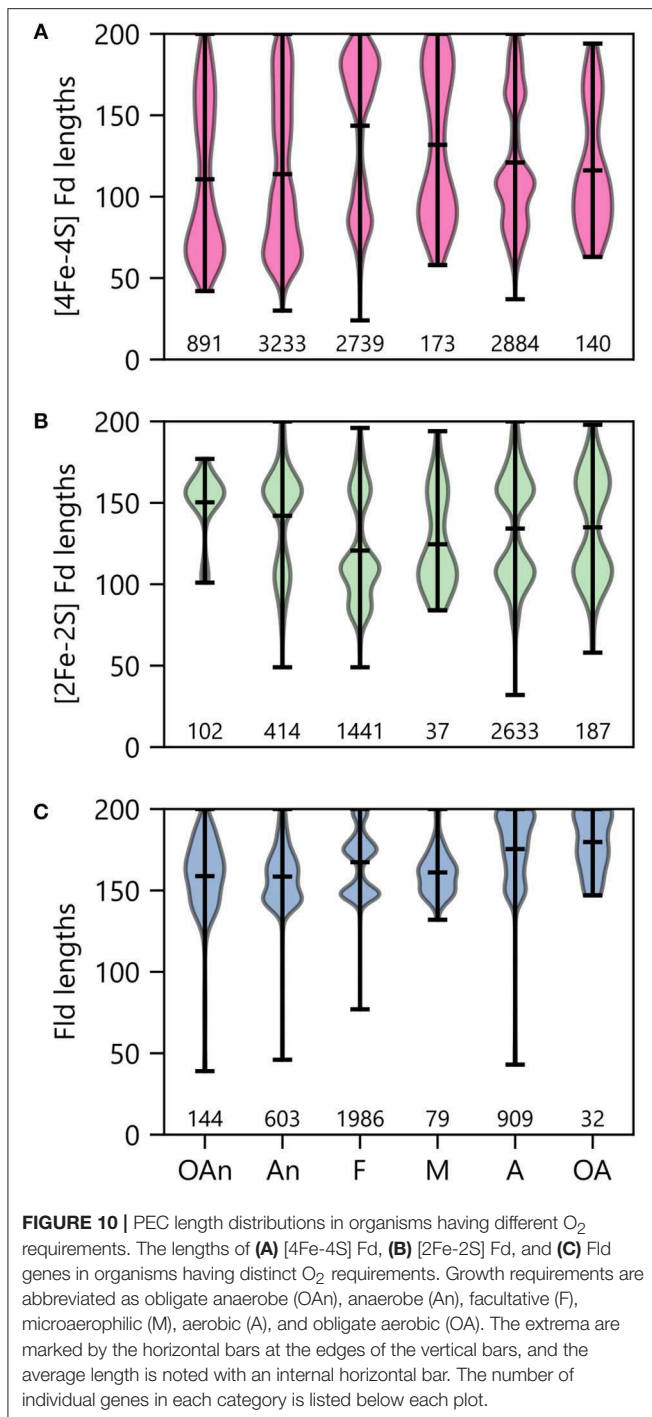 A
200
150
100
50
0
[4Fe-4S] Fd lengths
891 3233 2739 173 2884 140
B
200
150
100
50
0
[2Fe-2S] Fd lengths
102 414 1441 37 2633 187
C
200
150
100
50
0
Fld lengths
144 603 1986 79 909 32
OAn An F M A OA
FIGURE 10 | PEC length distributions in organisms having different O₂
requirements. The lengths of (A) [4Fe-4S] Fd, (B) [2Fe-2S] Fd, and (C) Fld
genes in organisms having distinct O₂ requirements. Growth requirements are
abbreviated as obligate anaerobe (OAn), anaerobe (An), facultative (F),
microaerophilic (M), aerobic (A), and obligate aerobic (OA). The extrema are
marked by the horizontal bars at the edges of the vertical bars, and the
average length is noted with an internal horizontal bar. The number of
individual genes in each category is listed below each plot.